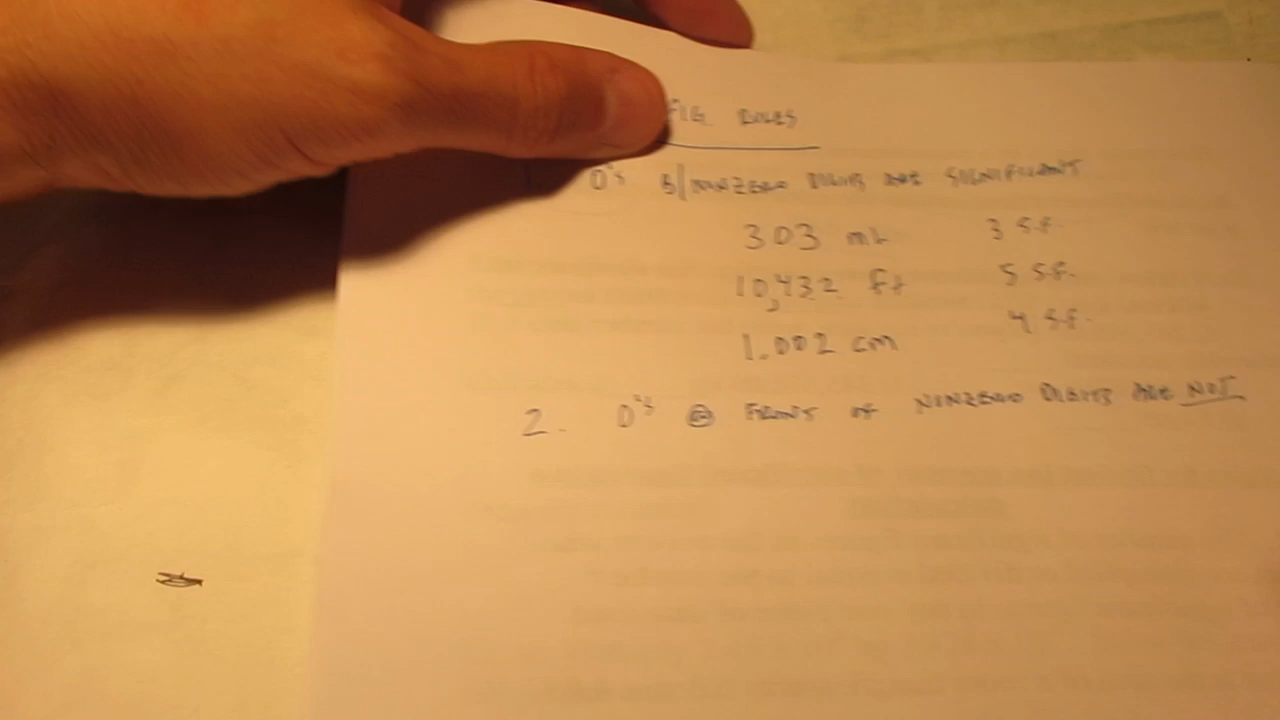 FIG. RULES
0's B/NONZERO DIGITS ARE SIGNIFICANT
303 mL 3 S.F.
10,432 ft 5 S.F.
1.002 cm 4 S.F.
2. 0's @ FRONT OF NONZERO DIGITS ARE NOT